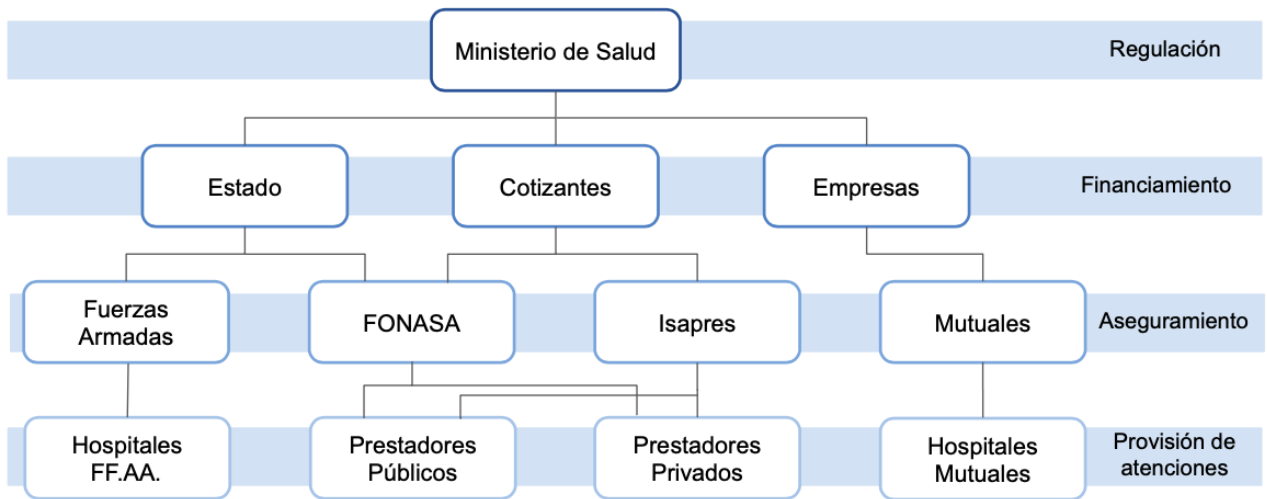 Ministerio de Salud
Regulación
Estado
Cotizantes
Empresas
Financiamiento
Fuerzas
Armadas
FONASA
Isapres
Mutuales
Aseguramiento
Hospitales
FF.AA.
Prestadores
Públicos
Prestadores
Privados
Hospitales
Mutuales
Provisión de
atenciones